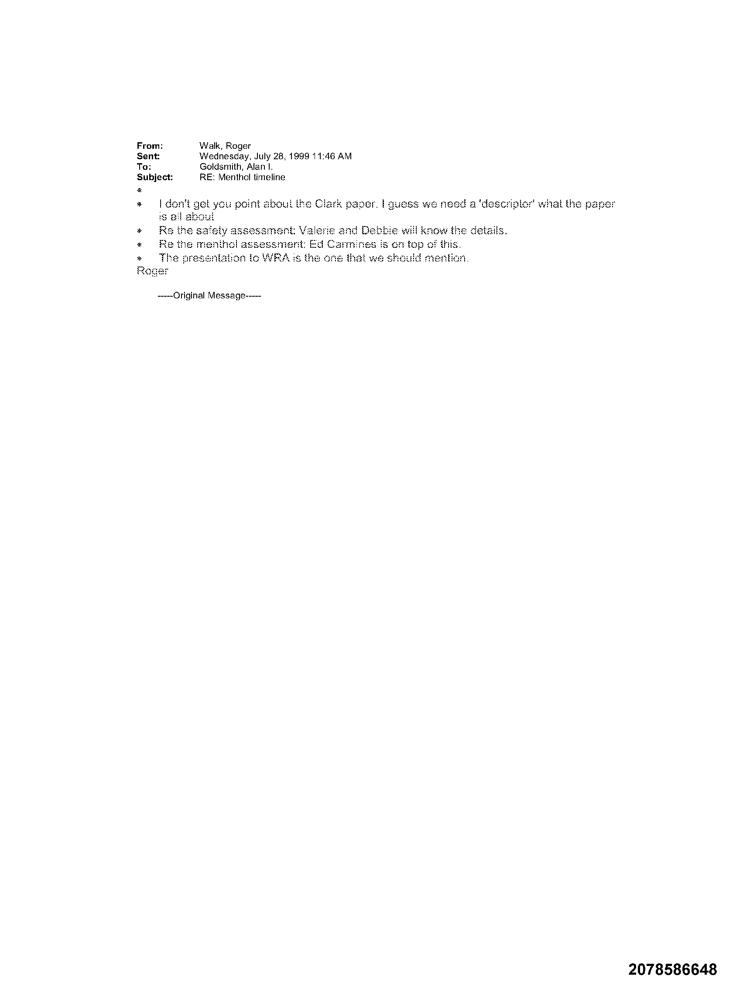 From: Walk, Roger
Sent: Wednesday, July 28, 1999 11:46 AM
To: Goldsmith, Alan I.
Subject: RE: Menthol timeline
*
* I don't get you point about the Clark paper. I guess we need a 'descriptor' what the paper
is all about
* Re the safety assessment: Valerie and Debbie will know the details.
* Re the menthol assessment: Ed Carmines is on top of this.
* The presentation to WRA is the one that we should mention.
Roger
-----Original Message-----
2078586648